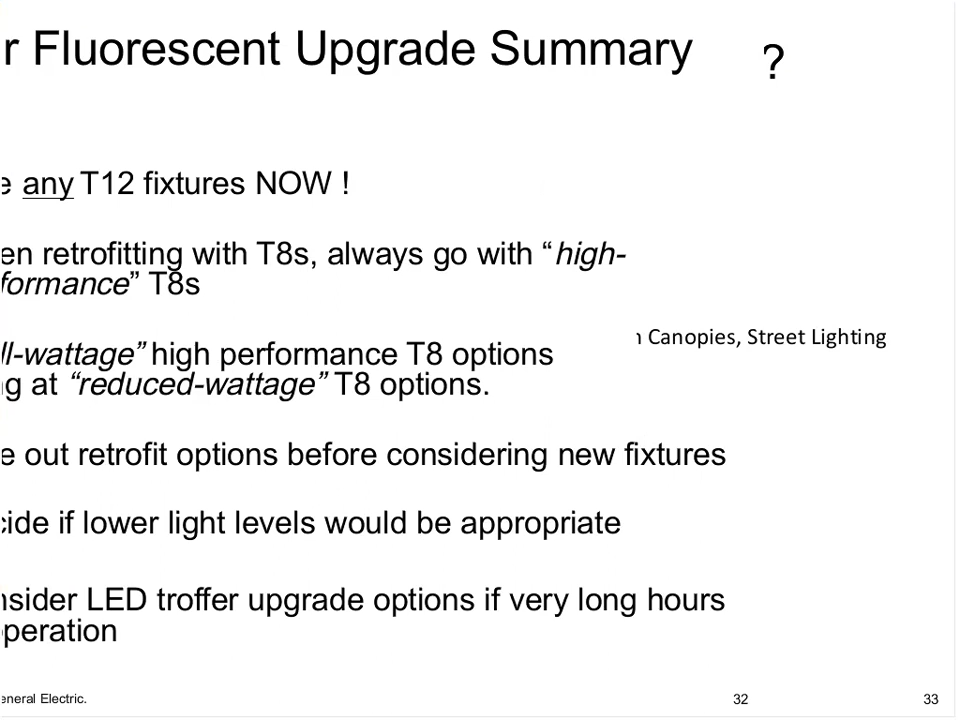 r Fluorescent Upgrade Summary ?
e any T12 fixtures NOW !
en retrofitting with T8s, always go with “high-
formance” T8s
n Canopies, Street Lighting
ll-wattage” high performance T8 options
g at “reduced-wattage” T8 options.
e out retrofit options before considering new fixtures
cide if lower light levels would be appropriate
nsider LED troffer upgrade options if very long hours
operation
eneral Electric. 32 33